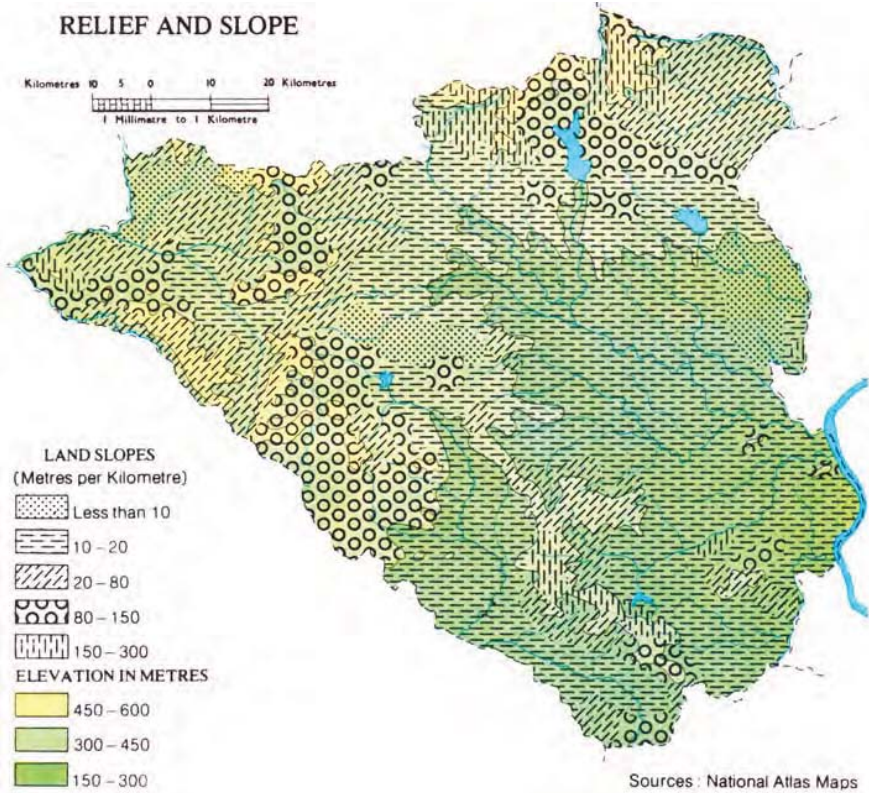 RELIEF AND SLOPE
Kilometres 10 5 0 10 20 Kilometres
1 Millimetre to 1 Kilometre
LAND SLOPES
(Metres per Kilometre)
Less than 10
10 – 20
20 – 80
80 – 150
150 – 300
ELEVATION IN METRES
450 – 600
300 – 450
150 – 300
Sources : National Atlas Maps